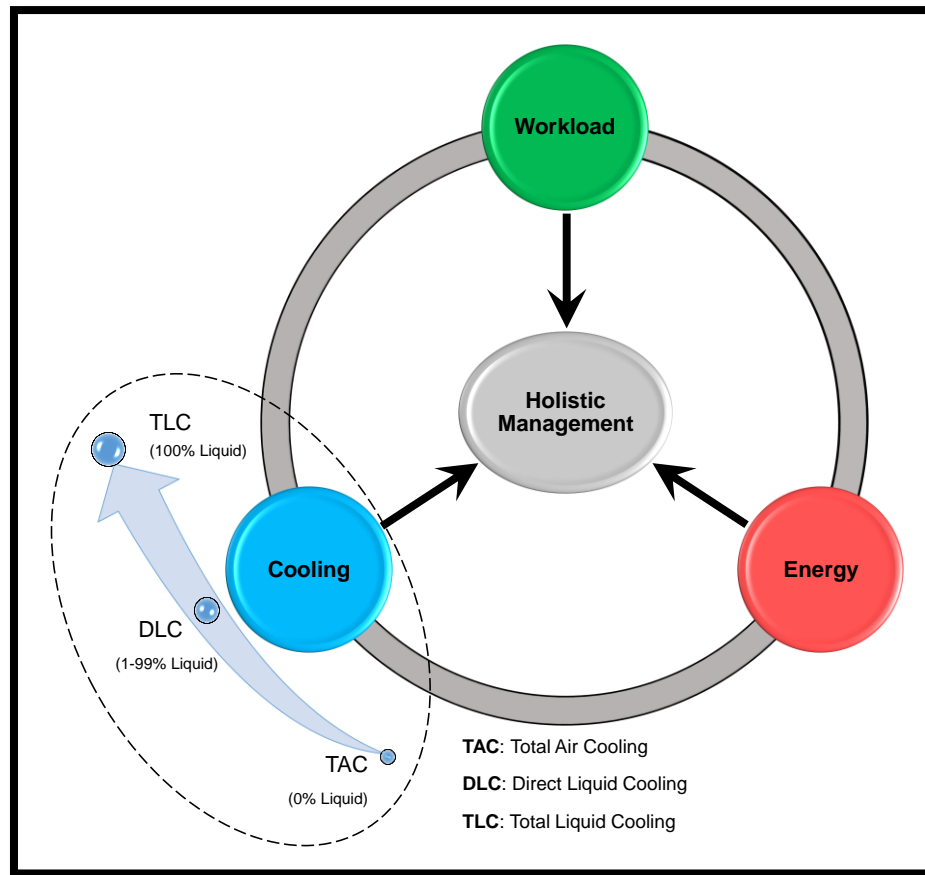 Workload
Holistic
Management
TLC
(100% Liquid)
Cooling
Energy
DLC
(1-99% Liquid)
TAC
(0% Liquid)
TAC: Total Air Cooling
DLC: Direct Liquid Cooling
TLC: Total Liquid Cooling